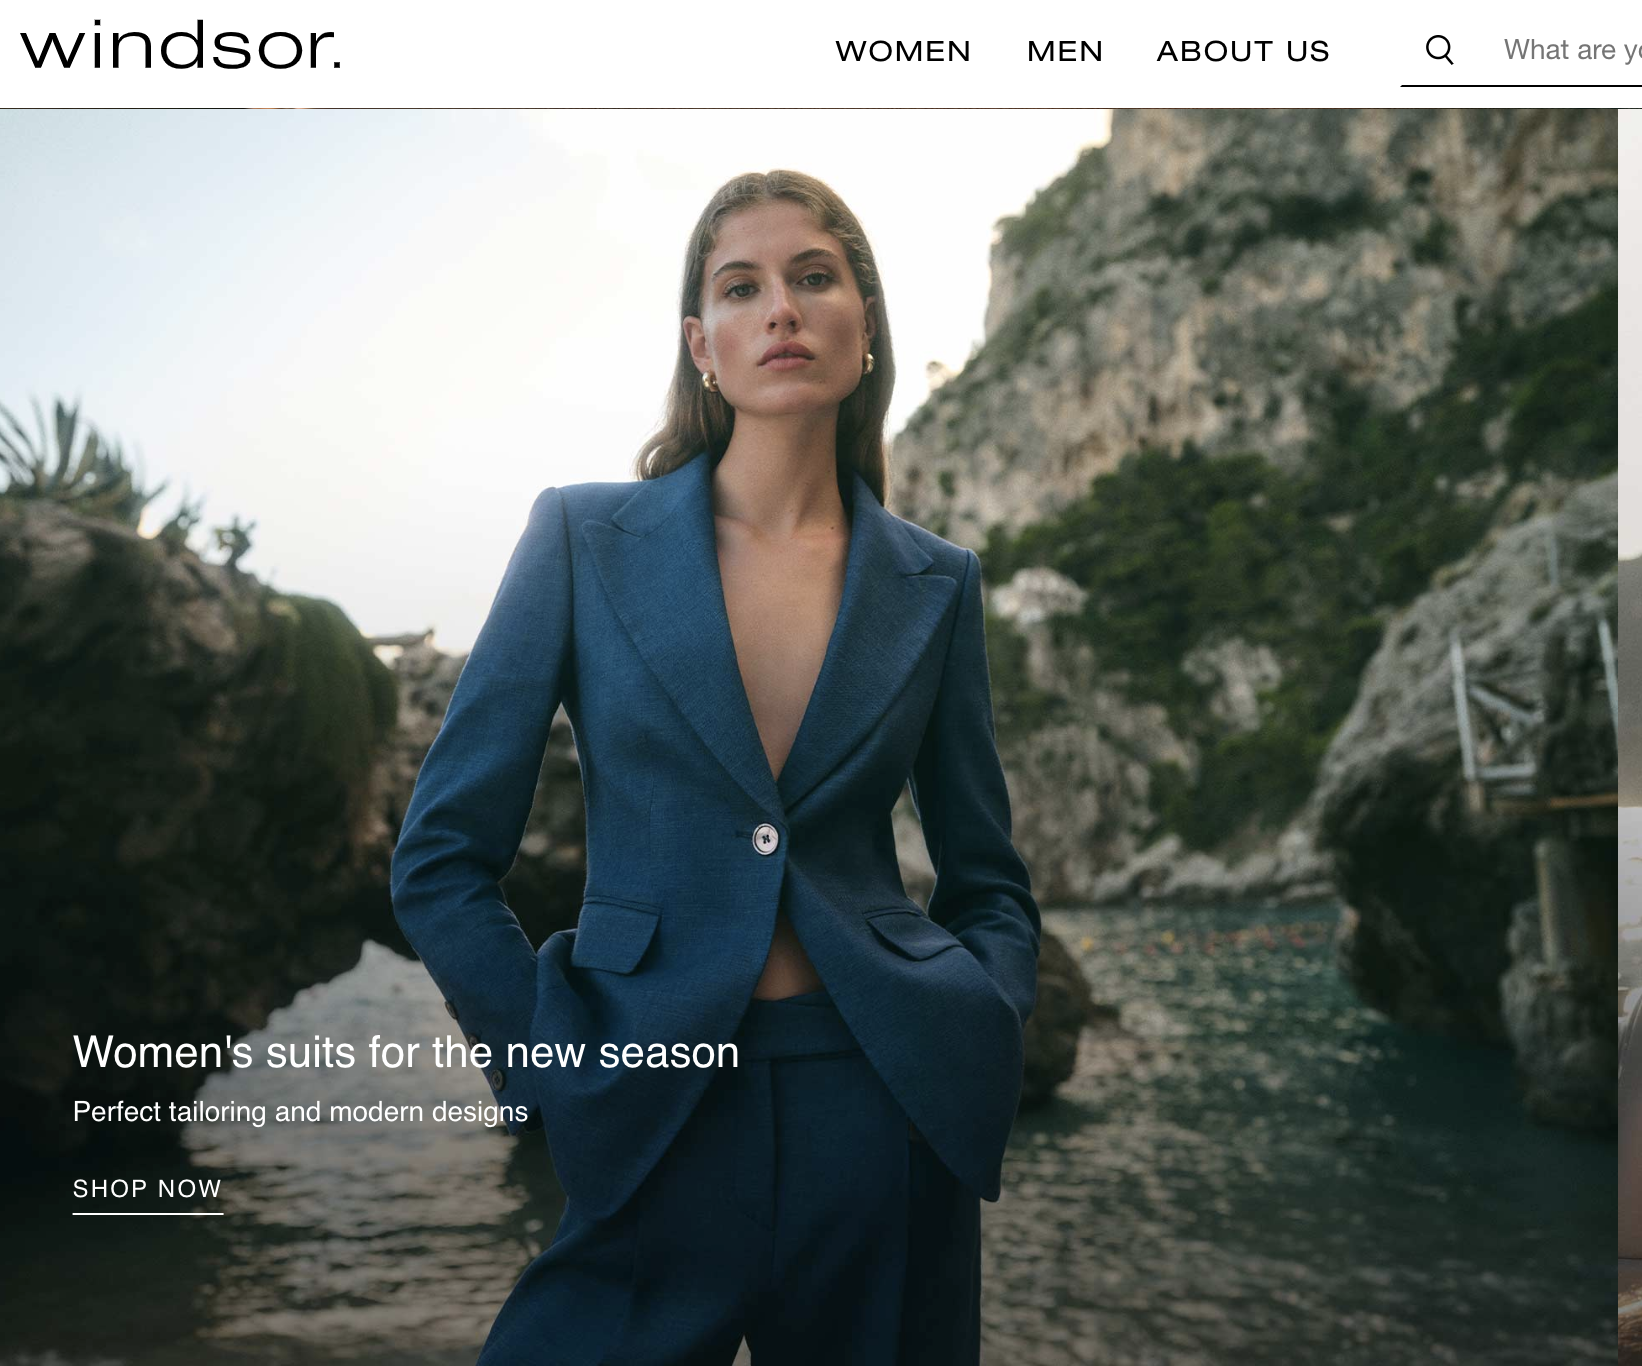 windsor.
WOMEN MEN ABOUT US
What are
Women's suits for the new season
Perfect tailoring and modern designs
SHOP NOW